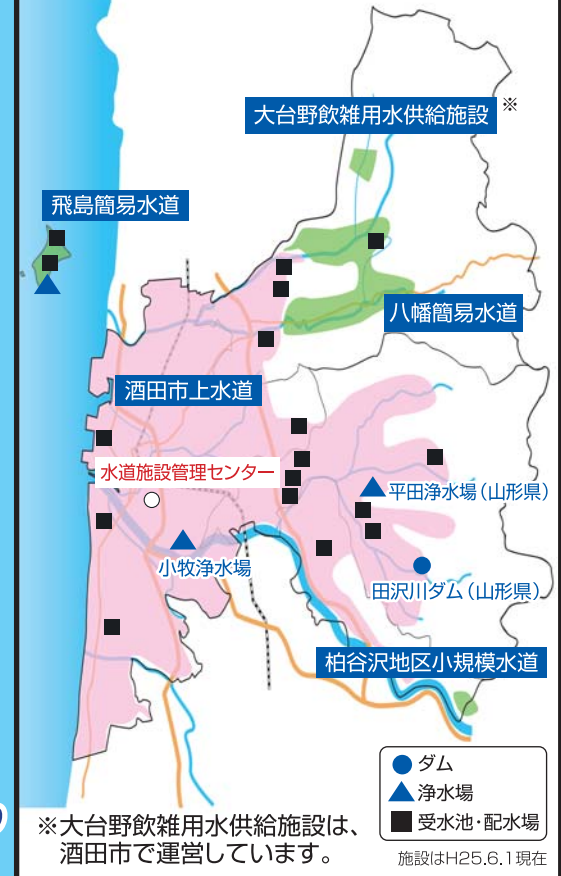 大台野飲雑用水供給施設 ※
飛島簡易水道
八幡簡易水道
酒田市上水道
水道施設管理センター
平田浄水場（山形県）
小牧浄水場
田沢川ダム（山形県）
柏谷沢地区小規模水道
ダム
浄水場
受水池・配水場
※大台野飲雑用水供給施設は、
酒田市で運営しています。
施設はH25.6.1現在